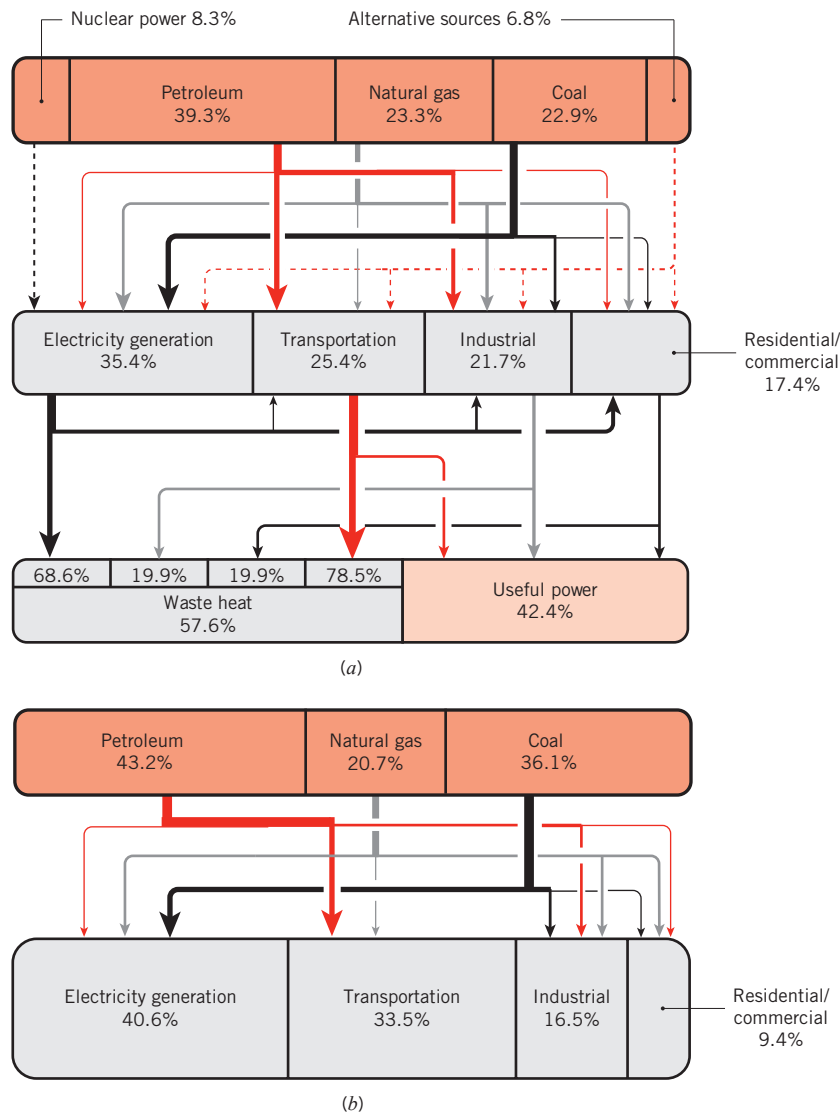 Nuclear power 8.3%
Alternative sources 6.8%
Petroleum
39.3%
Natural gas
23.3%
Coal
22.9%
Electricity generation
35.4%
Transportation
25.4%
Industrial
21.7%
Residential/
commercial
17.4%
68.6%
19.9%
19.9%
78.5%
Waste heat
57.6%
Useful power
42.4%
(a)
Petroleum
43.2%
Natural gas
20.7%
Coal
36.1%
Electricity generation
40.6%
Transportation
33.5%
Industrial
16.5%
Residential/
commercial
9.4%
(b)